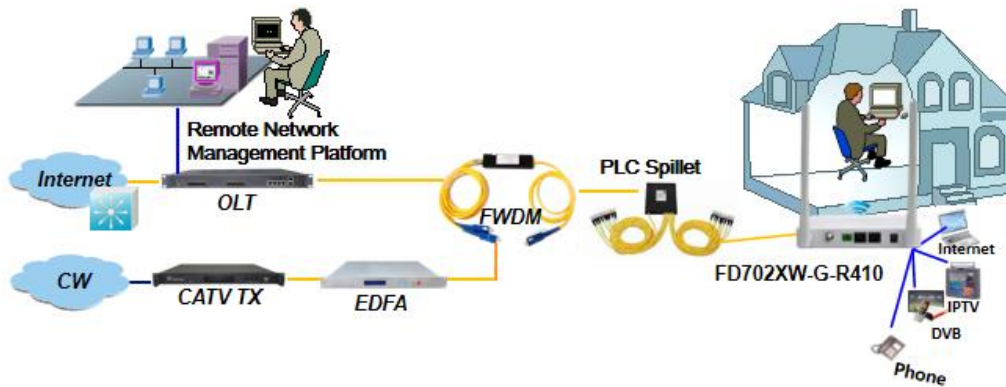 Remote Network
Management Platform
Internet
OLT
FWDM
PLC Spillet
CW
CATV TX
EDFA
FD702XW-G-R410
Internet
IPTV
DVB
Phone